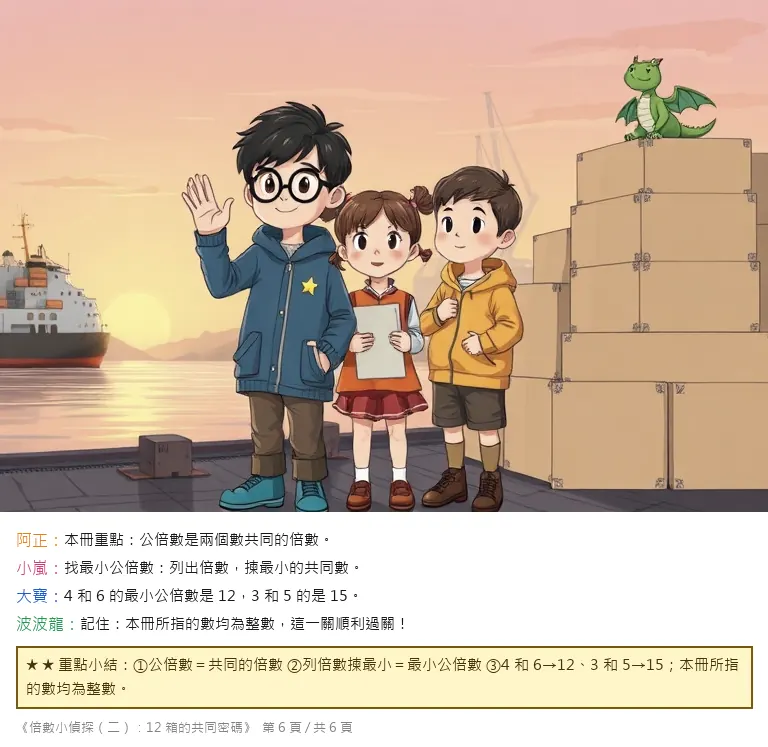 阿正：本冊重點：公倍數是兩個數共同的倍數。
小嵐：找最小公倍數：列出倍數，揀最小的共同數。
大寶：4 和 6 的最小公倍數是 12，3 和 5 的是 15。
波波龍：記住：本冊所指的數均為整數，這一關順利過關！
★★重點小結：①公倍數＝共同的倍數 ②列倍數揀最小＝最小公倍數 ③4 和 6→12、3 和 5→15；本冊所指
的數均為整數。
《倍數小偵探（二）：12 箱的共同密碼》 第 6 頁 / 共 6 頁